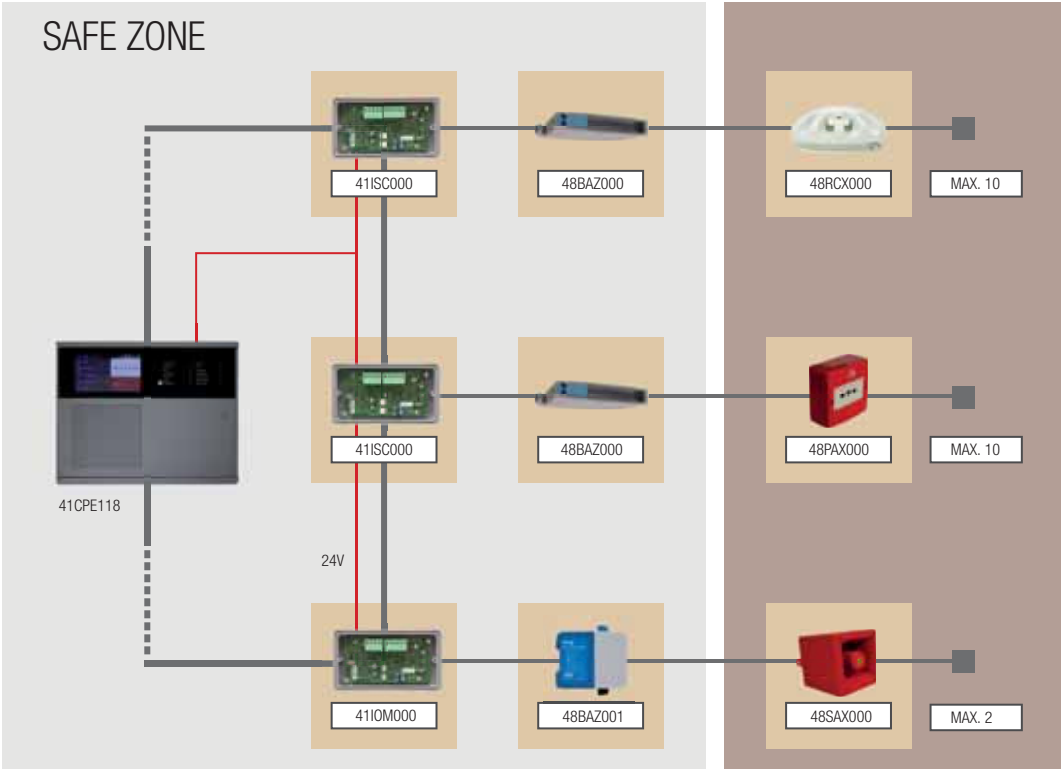 SAFE ZONE
41ISC000
48BAZ000
48RCX000
MAX. 10
41ISC000
48BAZ000
48PAX000
MAX. 10
41CPE118
24V
41IOM000
48BAZ001
48SAX000
MAX. 2